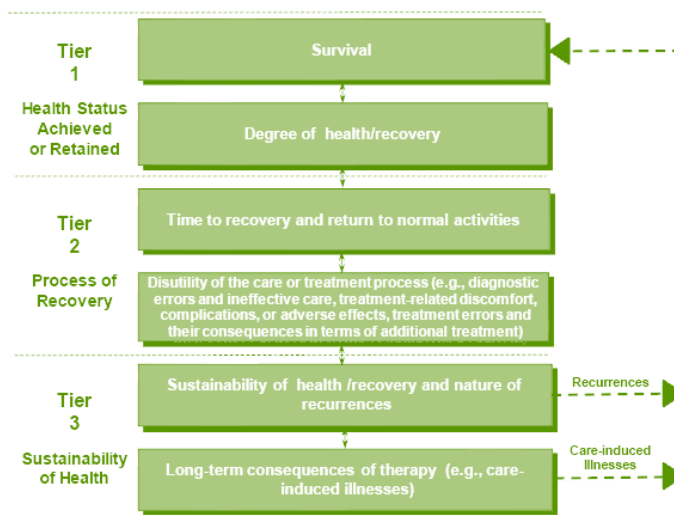 Tier
1
Health Status
Achieved
or Retained
Survival
Degree of health/recovery
Tier
2
Process of
Recovery
Time to recovery and return to normal activities
Disutility of the care or treatment process (e.g., diagnostic
errors and ineffective care, treatment-related discomfort,
complications, or adverse effects, treatment errors and
their consequences in terms of additional treatment)
Tier
3
Sustainability
of Health
Sustainability of health /recovery and nature of
recurrences
Recurrences
Long-term consequences of therapy (e.g., care-
induced illnesses)
Care-induced
Illnesses